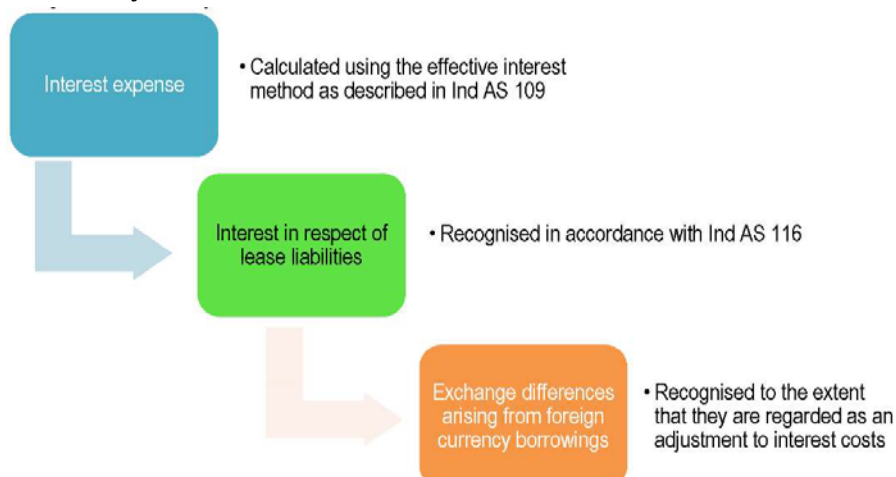 Interest expense
• Calculated using the effective interest
method as described in Ind AS 109
Interest in respect of
lease liabilities
• Recognised in accordance with Ind AS 116
Exchange differences
arising from foreign
currency borrowings
• Recognised to the extent
that they are regarded as an
adjustment to interest costs